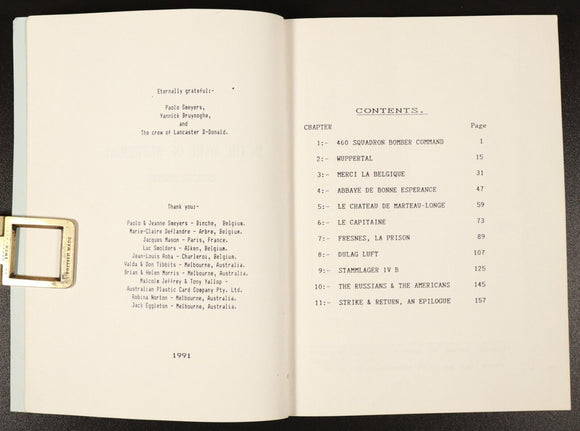 Eternally grateful:-
Paolo Smeyers,
Yannick Bruynoghe,
and
The crew of Lancaster D-Donald.
Thank you:-
Paolo & Jeanne Smeyers - Binche, Belgium.
Marie-Claire Deflandre - Arbre, Belgium.
Jacques Mason - Paris, France.
Luc Smolders - Alken, Belgium.
Jean-Louis Roba - Charleroi, Belgium.
Valda & Don Tibbits - Melbourne, Australia.
Brian & Helen Morris - Melbourne, Australia.
Malcolm Jeffrey & Tony Yallop -
Australian Plastic Card Company Pty. Ltd.
Robina Norton - Melbourne, Australia.
Jack Eggleton - Melbourne, Australia.
1991
CONTENTS.
CHAPTER Page
1:- 460 SQUADRON BOMBER COMMAND 1
2:- WUPPERTAL 15
3:- MERCI LA BELGIQUE 31
4:- ABBAYE DE BONNE ESPERANCE 47
5:- LE CHATEAU DE MARTEAU-LONGE 59
6:- LE CAPITAINE 73
7:- FRESNES, LA PRISON 89
8:- DULAG LUFT 107
9:- STAMMLAGER IV B 125
10:- THE RUSSIANS & THE AMERICANS 145
11:- STRIKE & RETURN, AN EPILOGUE 157